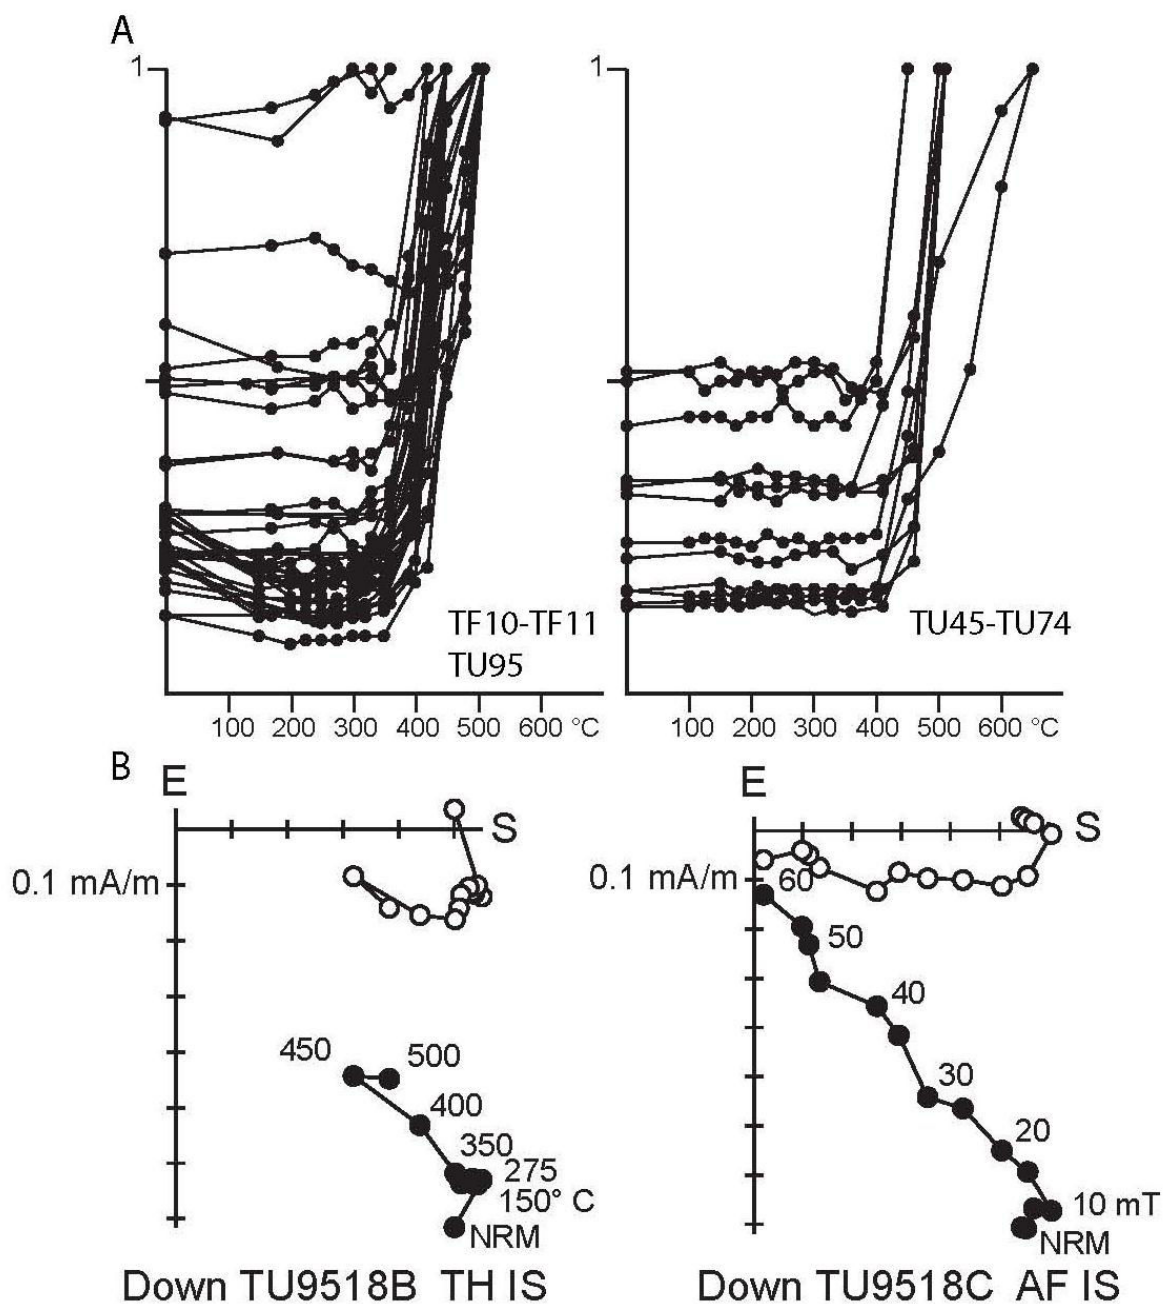 A
1
1
TF10-TF11
TU95
TU45-TU74
100 200 300 400 500 600 °C
100 200 300 400 500 600 °C
B
E
S
0.1 mA/m
450
500
400
350
275
150° C
NRM
Down TU9518B TH IS
E
S
0.1 mA/m
60
50
40
30
20
10 mT
NRM
Down TU9518C AF IS